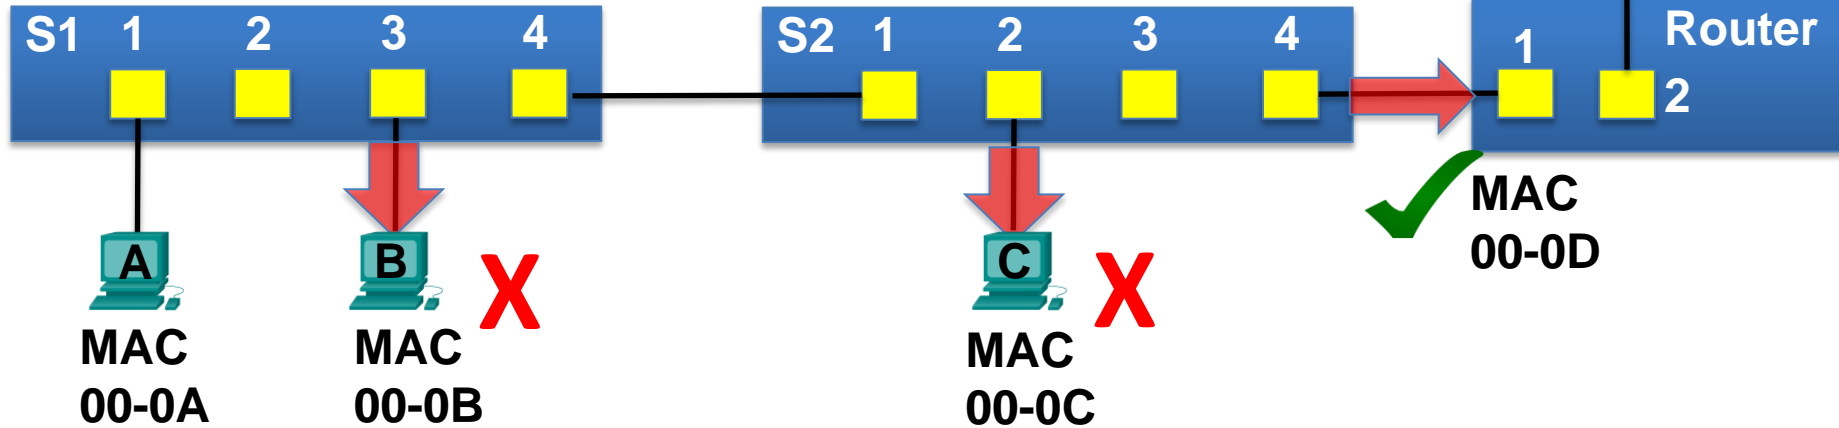 S1 1 2 3 4
S2 1 2 3 4
Router
1
2
A
MAC
00-0A
B
X
MAC
00-0B
C
X
MAC
00-0C
MAC
00-0D